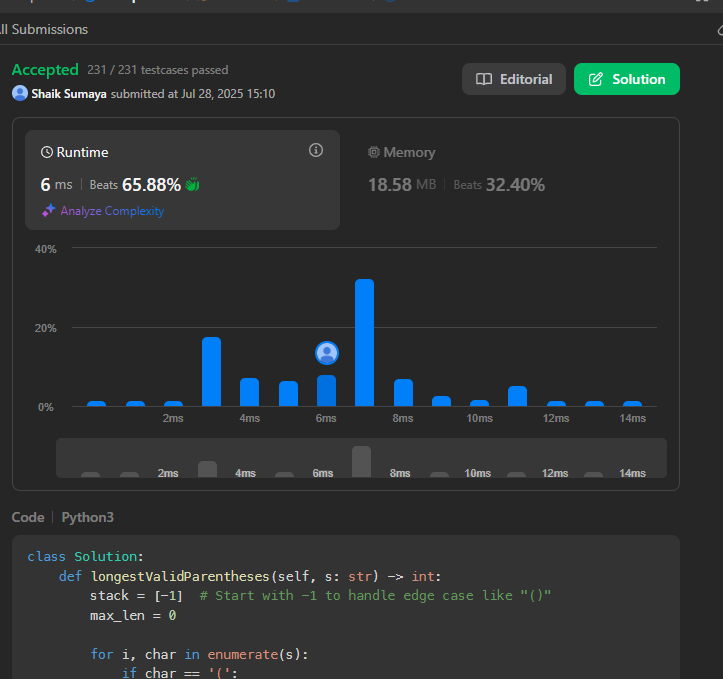 ll Submissions
Accepted 231 / 231 testcases passed
Editorial
Solution
Shaik Sumaya submitted at Jul 28, 2025 15:10
Runtime
Memory
6 ms | Beats 65.88%
18.58 MB | Beats 32.40%
Analyze Complexity
40%
20%
0%
2ms 4ms 6ms 8ms 10ms 12ms 14ms
2ms 4ms 6ms 8ms 10ms 12ms 14ms
Code | Python3
class Solution:
    def longestValidParentheses(self, s: str) -> int:
        stack = [-1]  # Start with -1 to handle edge case like "()"
        max_len = 0
        for i, char in enumerate(s):
            if char == '(':